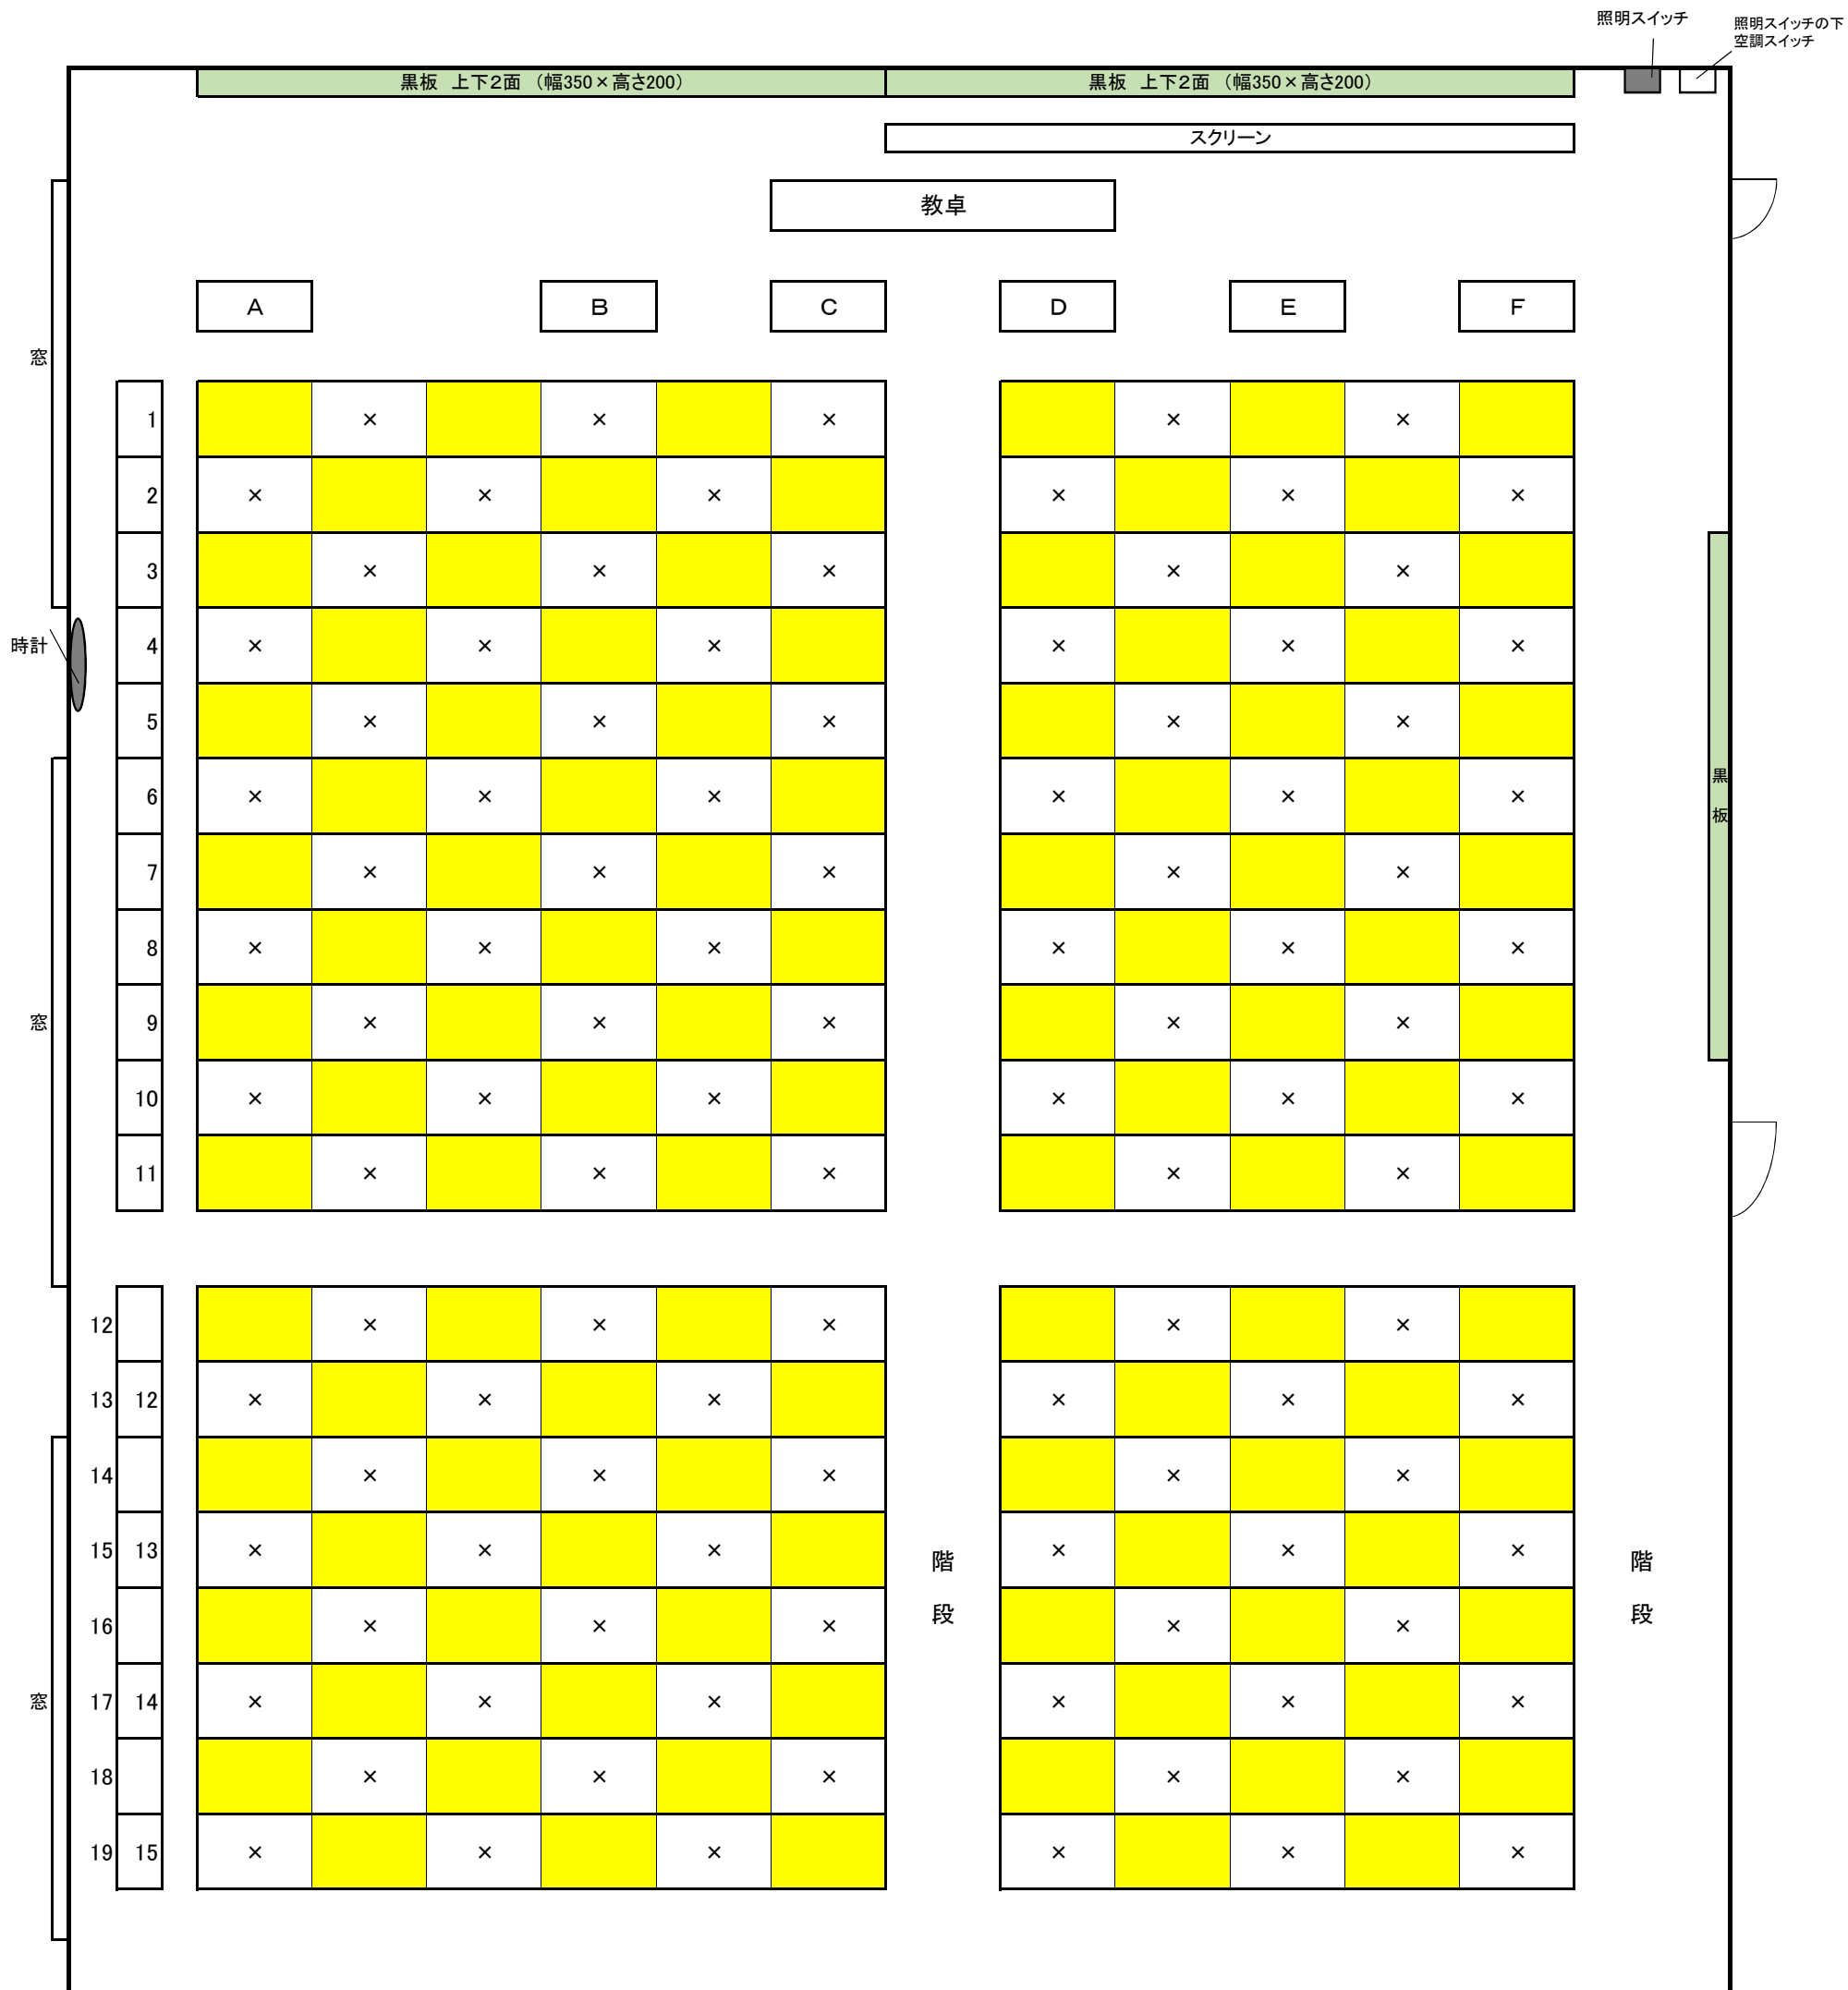 照明スイッチ
照明スイッチの下
空調スイッチ
黒板 上下2面 （幅350×高さ200） 黒板 上下2面 （幅350×高さ200）
スクリーン
教卓
A B C D E F
窓
1 × × × × ×
2 × × × × × ×
3 × × × × ×
時計
4 × × × × × ×
5 × × × × ×
6 × × × × × ×
黒板
7 × × × × ×
8 × × × × × ×
窓
9 × × × × ×
10 × × × × × ×
11 × × × × ×
12 × × × × ×
13 12 × × × × × ×
14 × × × × ×
15 13 × × × × × ×
階段 階段
16 × × × × ×
窓
17 14 × × × × × ×
18 × × × × ×
19 15 × × × × × ×